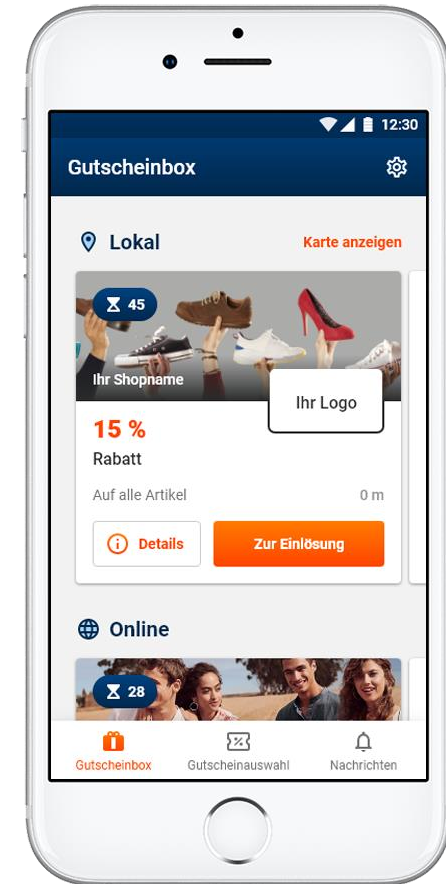 12:30
Gutscheinbox
Lokal
Karte anzeigen
45
Ihr Shopname
Ihr Logo
15 %
Rabatt
Auf alle Artikel
0 m
Details
Zur Einlösung
Online
28
Gutscheinbox
Gutscheinauswahl
Nachrichten